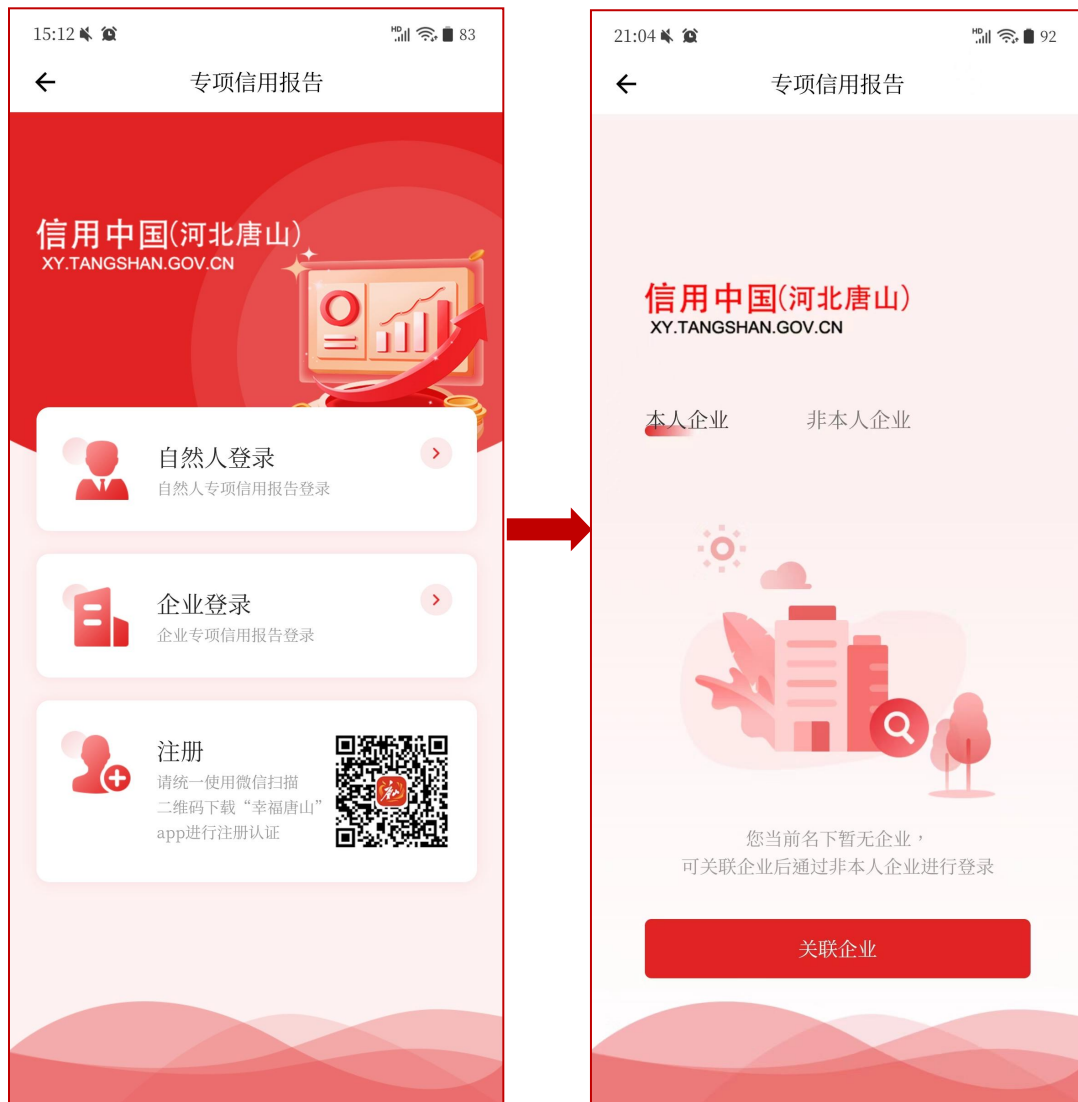 15:12
HD
83
专项信用报告
信用中国(河北唐山)
XY.TANGSHAN.GOV.CN
自然人登录
自然人专项信用报告登录
企业登录
企业专项信用报告登录
注册
请统一使用微信扫描
二维码下载“幸福唐山”
app进行注册认证
21:04
HD
92
专项信用报告
信用中国(河北唐山)
XY.TANGSHAN.GOV.CN
本人企业
非本人企业
您当前名下暂无企业，
可关联企业后通过非本人企业进行登录
关联企业